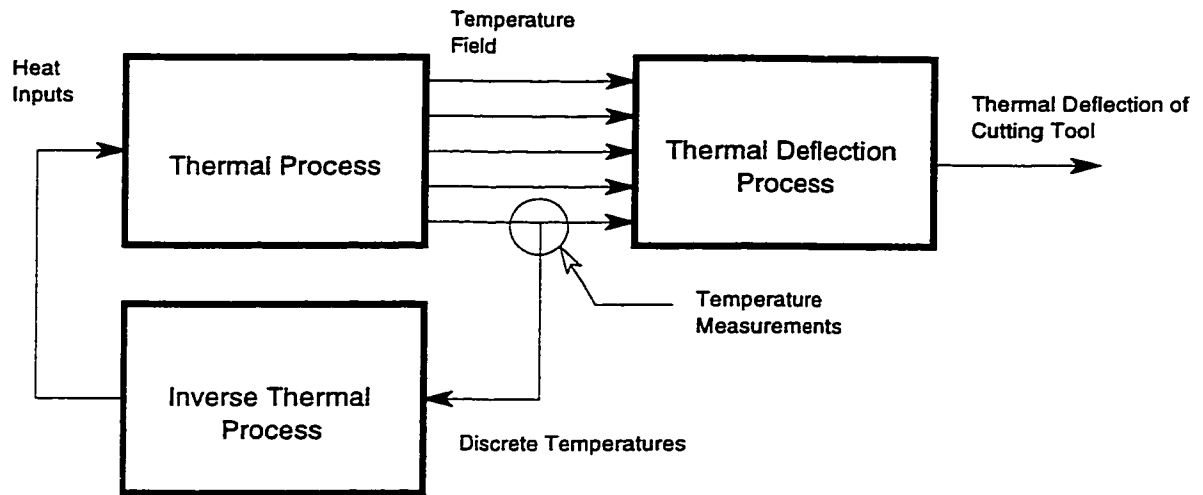 Temperature
Field
Heat
Inputs
Thermal Process
Thermal Deflection
Process
Thermal Deflection of
Cutting Tool
Temperature
Measurements
Inverse Thermal
Process
Discrete Temperatures